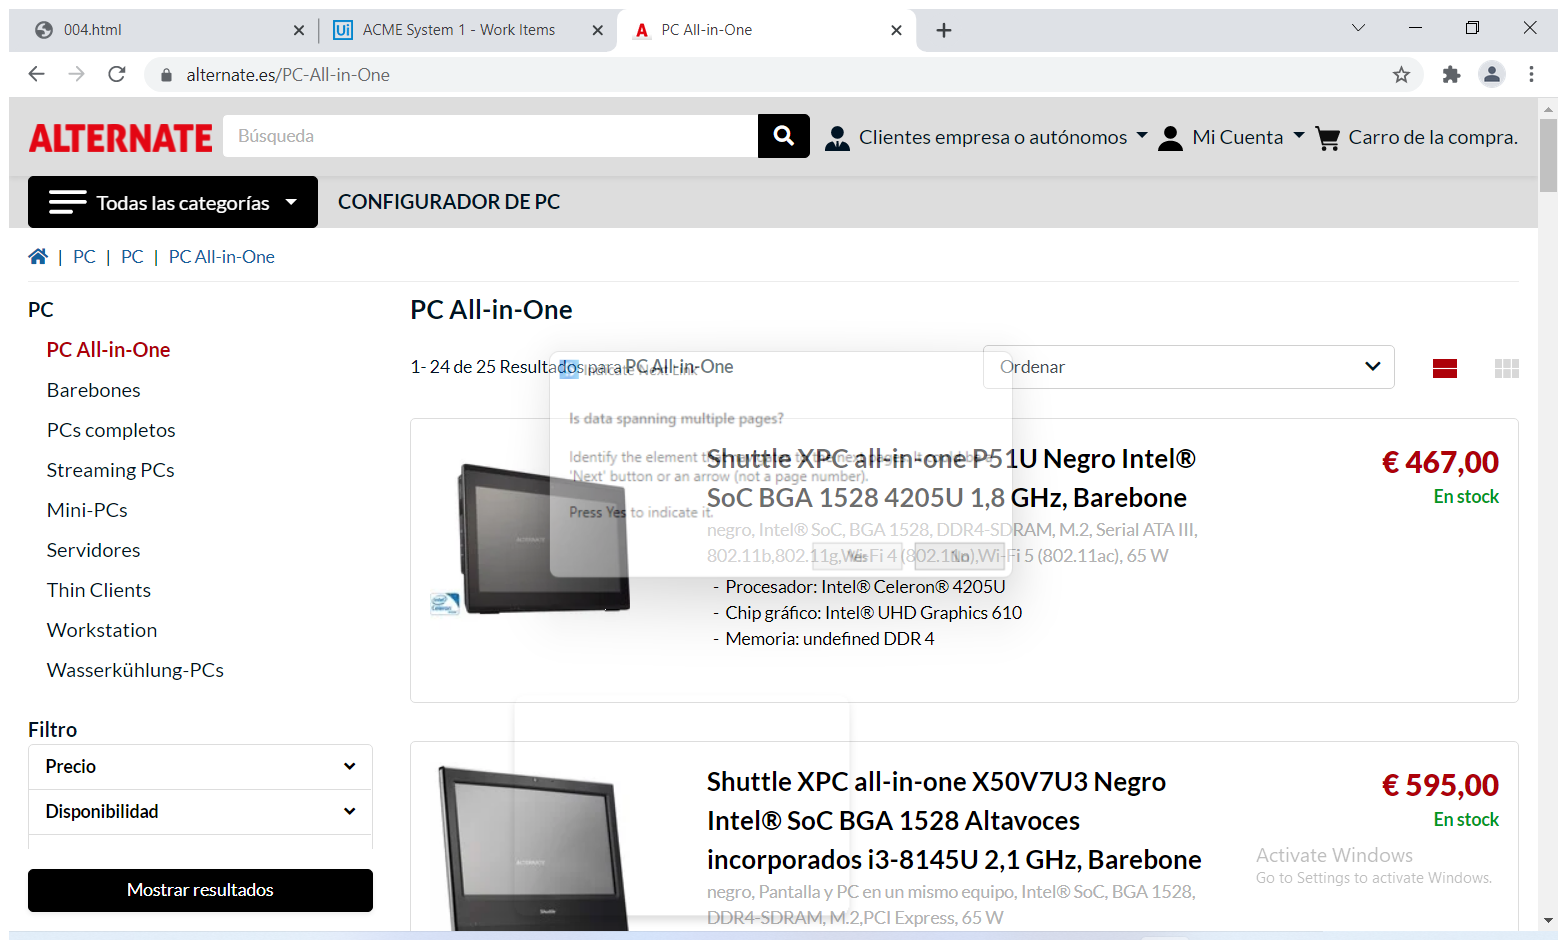 004.html
ACME System 1 - Work Items
PC All-in-One
alternate.es/PC-All-in-One
ALTERNATE
Búsqueda
Clientes empresa o autónomos
Mi Cuenta
Carro de la compra.
Todas las categorías
CONFIGURADOR DE PC
| PC | PC | PC All-in-One
PC
PC All-in-One
Barebones
PCs completos
Streaming PCs
Mini-PCs
Servidores
Thin Clients
Workstation
Wasserkühlung-PCs
Filtro
Precio
Disponibilidad
Mostrar resultados
PC All-in-One
1- 24 de 25 Resultados para PC All-in-One
Ordenar
Indicate Next Link
Is data spanning multiple pages?
Identify the element that navigates to the next page. It could be a
'Next' button or an arrow (not a page number).
Press Yes to indicate it.
Yes
No
Shuttle XPC all-in-one P51U Negro Intel®
SoC BGA 1528 4205U 1,8 GHz, Barebone
negro, Intel® SoC, BGA 1528, DDR4-SDRAM, M.2, Serial ATA III,
802.11b,802.11g,Wi-Fi 4 (802.11n),Wi-Fi 5 (802.11ac), 65 W
- Procesador: Intel® Celeron® 4205U
- Chip gráfico: Intel® UHD Graphics 610
- Memoria: undefined DDR 4
€ 467,00
En stock
ALTERNATE
Shuttle XPC all-in-one X50V7U3 Negro
Intel® SoC BGA 1528 Altavoces
incorporados i3-8145U 2,1 GHz, Barebone
negro, Pantalla y PC en un mismo equipo, Intel® SoC, BGA 1528,
DDR4-SDRAM, M.2,PCI Express, 65 W
€ 595,00
En stock
ALTERNATE
Shuttle
Activate Windows
Go to Settings to activate Windows.